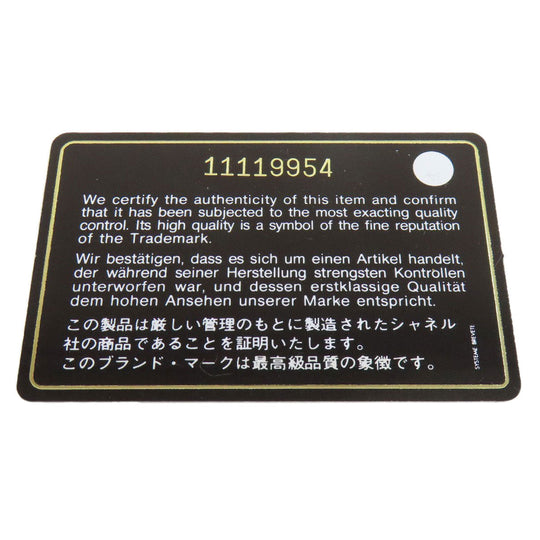 11119954
We certify the authenticity of this item and confirm
that it has been subjected to the most exacting quality
control. Its high quality is a symbol of the fine reputation
of the Trademark.
Wir bestätigen, dass es sich um einen Artikel handelt,
der während seiner Herstellung strengsten Kontrollen
unterworfen war, und dessen erstklassige Qualität
dem hohen Ansehen unserer Marke entspricht.
この製品は厳しい管理のもとに製造されたシャネル
社の商品であることを証明いたします。
このブランド・マークは最高級品質の象徴です。
SYSTEME BREVETE